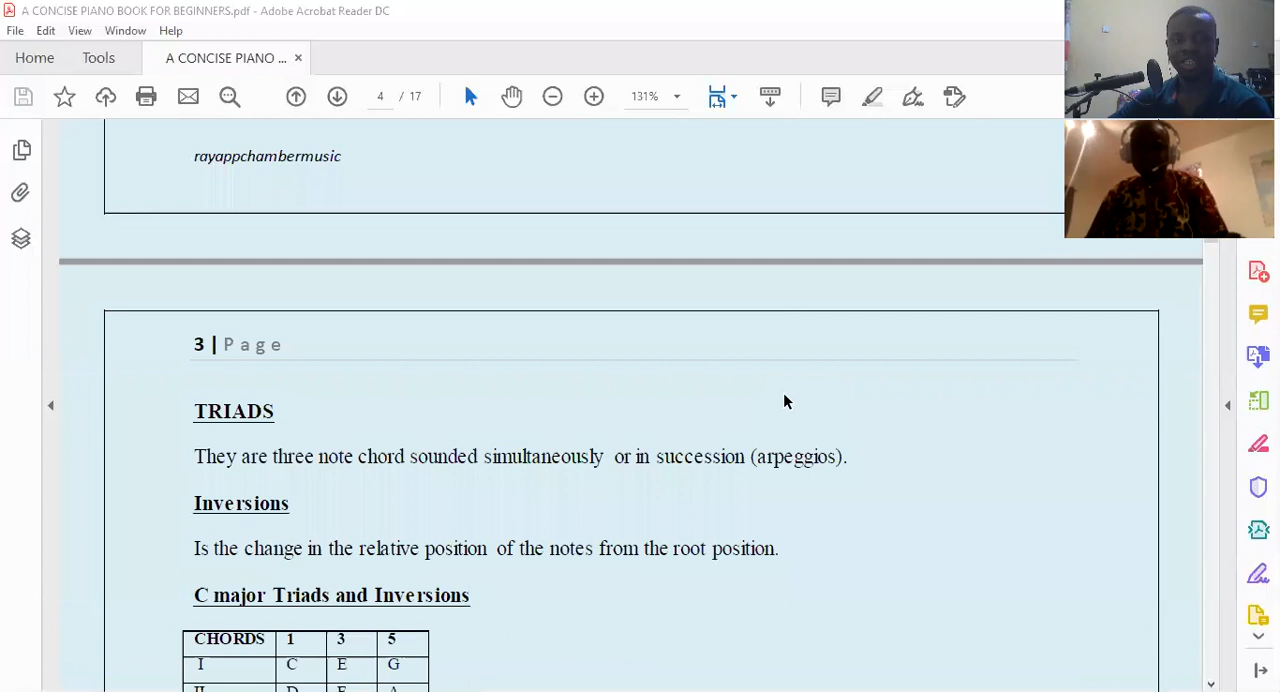 A CONCISE PIANO BOOK FOR BEGINNERS.pdf - Adobe Acrobat Reader DC
File Edit View Window Help
Home Tools A CONCISE PIANO ... ×
4 / 17 131%
rayappchambermusic
3 | Page
TRIADS
They are three note chord sounded simultaneously or in succession (arpeggios).
Inversions
Is the change in the relative position of the notes from the root position.
C major Triads and Inversions
CHORDS 1 3 5
I C E G
II D F A